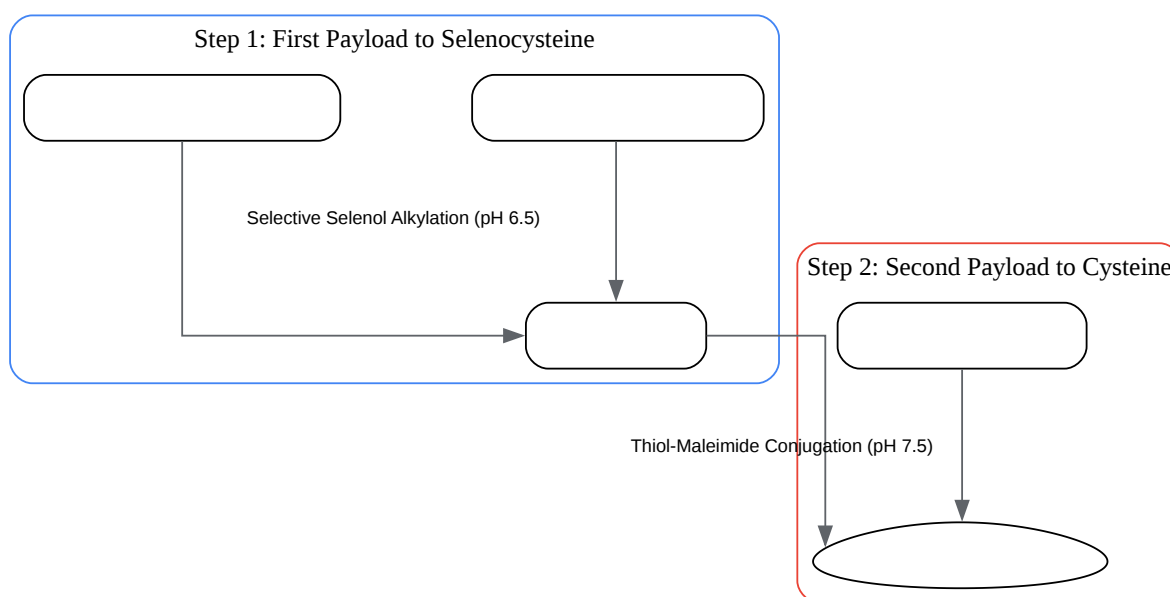 Step 1: First Payload to Selenocysteine
Selective Selenol Alkylation (pH 6.5)
Step 2: Second Payload to Cysteine
Thiol-Maleimide Conjugation (pH 7.5)